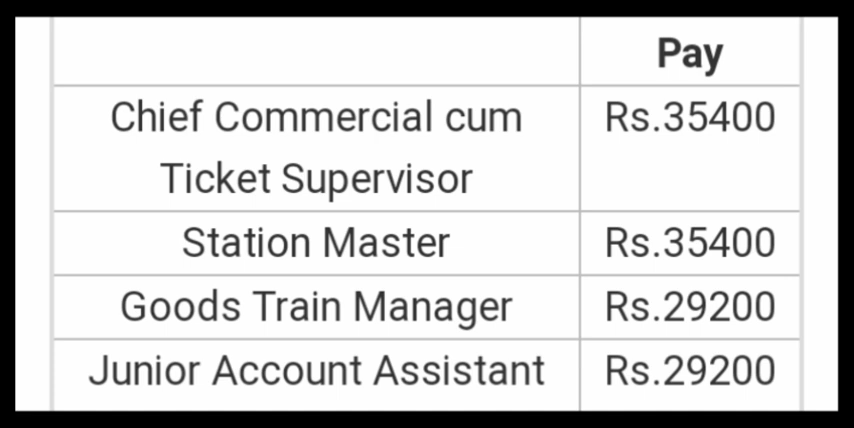 Pay
Chief Commercial cum Rs.35400
Ticket Supervisor
Station Master Rs.35400
Goods Train Manager Rs.29200
Junior Account Assistant Rs.29200